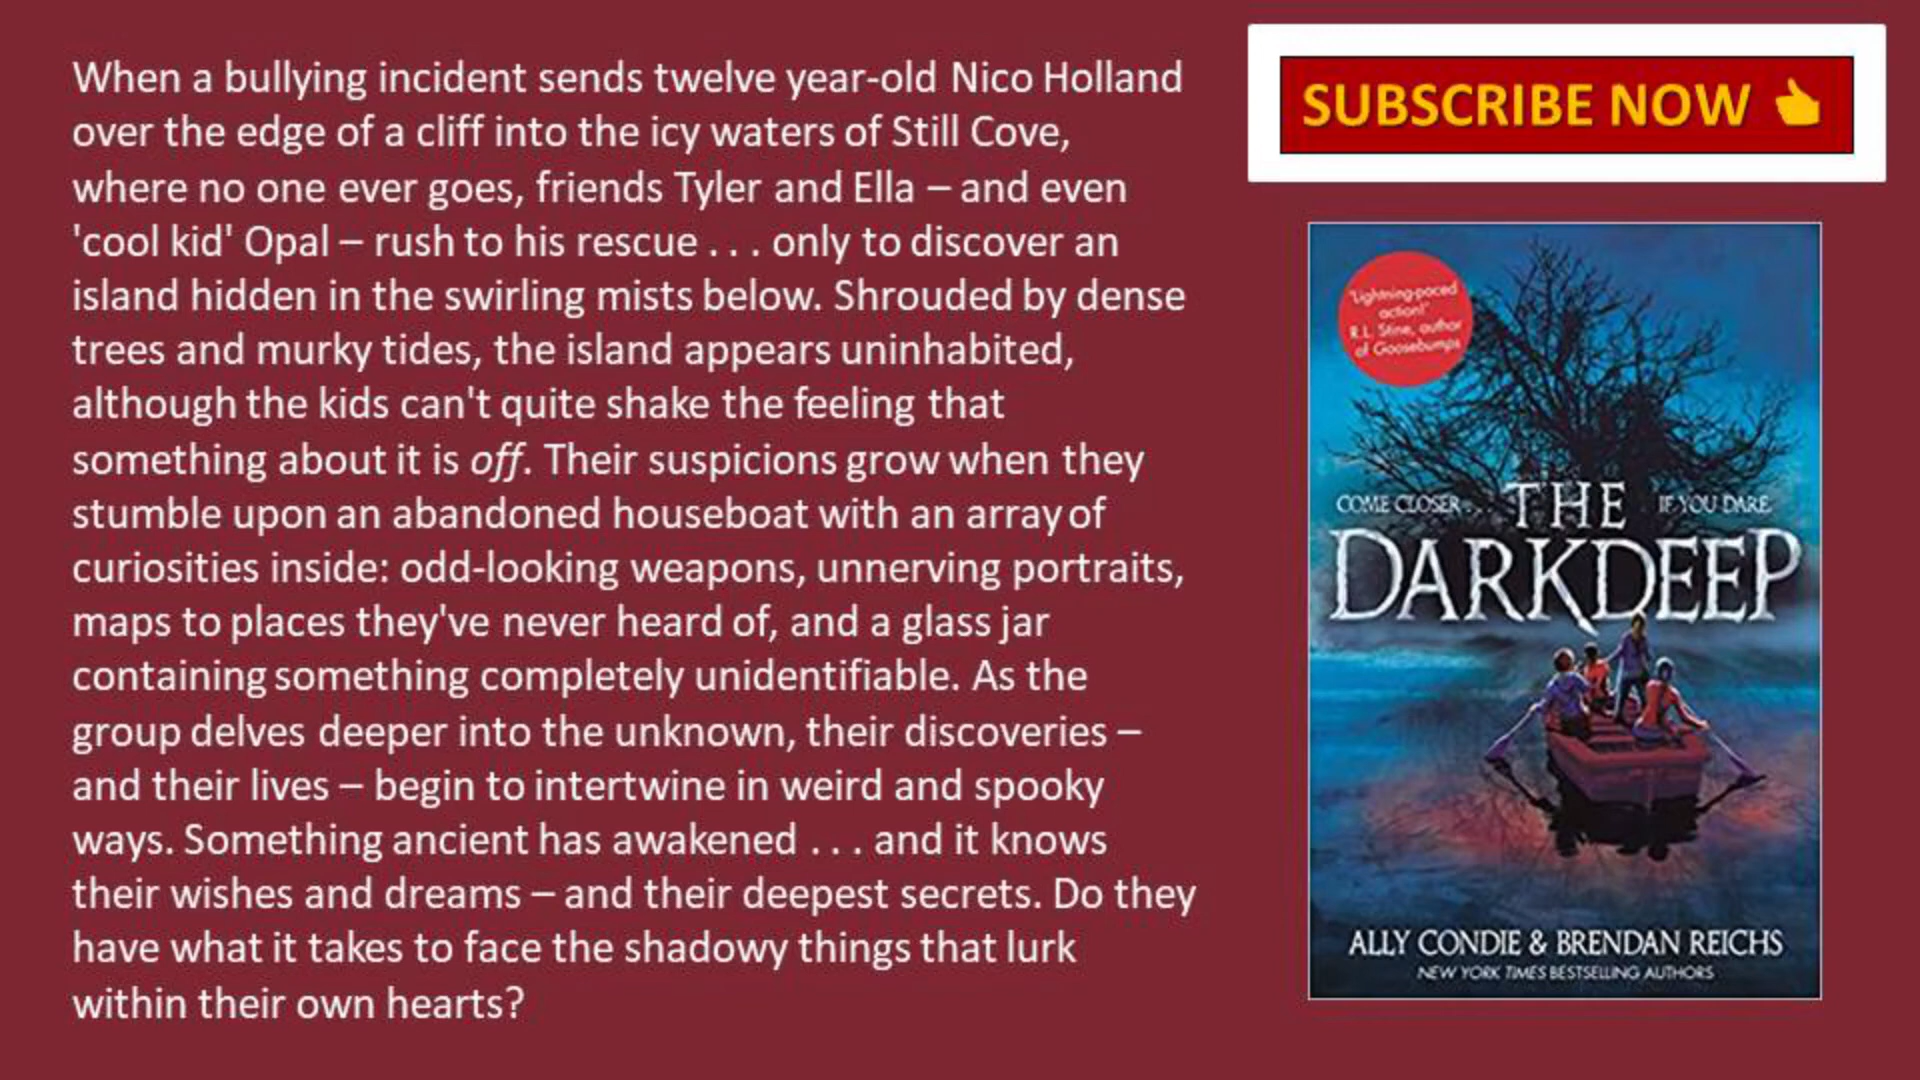 When a bullying incident sends twelve year-old Nico Holland
over the edge of a cliff into the icy waters of Still Cove,
where no one ever goes, friends Tyler and Ella – and even
'cool kid' Opal – rush to his rescue . . . only to discover an
island hidden in the swirling mists below. Shrouded by dense
trees and murky tides, the island appears uninhabited,
although the kids can't quite shake the feeling that
something about it is off. Their suspicions grow when they
stumble upon an abandoned houseboat with an array of
curiosities inside: odd-looking weapons, unnerving portraits,
maps to places they've never heard of, and a glass jar
containing something completely unidentifiable. As the
group delves deeper into the unknown, their discoveries –
and their lives – begin to intertwine in weird and spooky
ways. Something ancient has awakened . . . and it knows
their wishes and dreams – and their deepest secrets. Do they
have what it takes to face the shadowy things that lurk
within their own hearts?
SUBSCRIBE NOW
"Lightning-paced
action!"
R.L. Stine, author
of Goosebumps
COME CLOSER . . . THE IF YOU DARE
DARKDEEP
ALLY CONDIE & BRENDAN REICHS
NEW YORK TIMES BESTSELLING AUTHORS